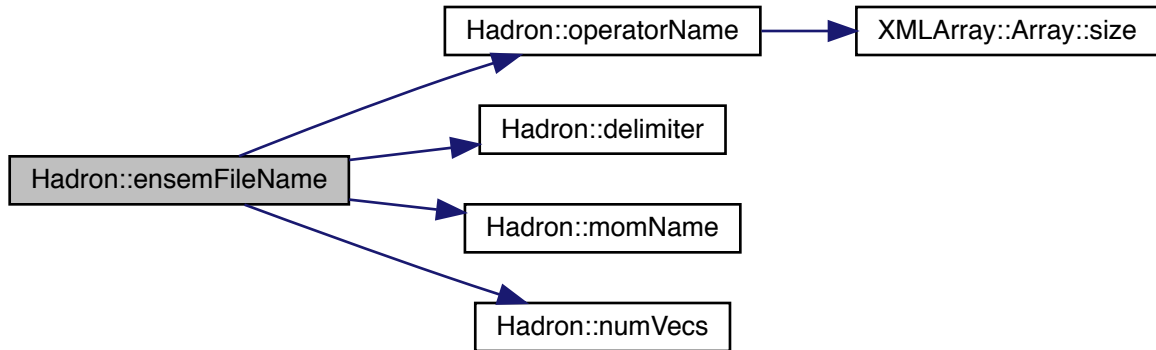 Hadron::operatorName
XMLArray::Array::size
Hadron::delimiter
Hadron::ensemFileName
Hadron::momName
Hadron::numVecs